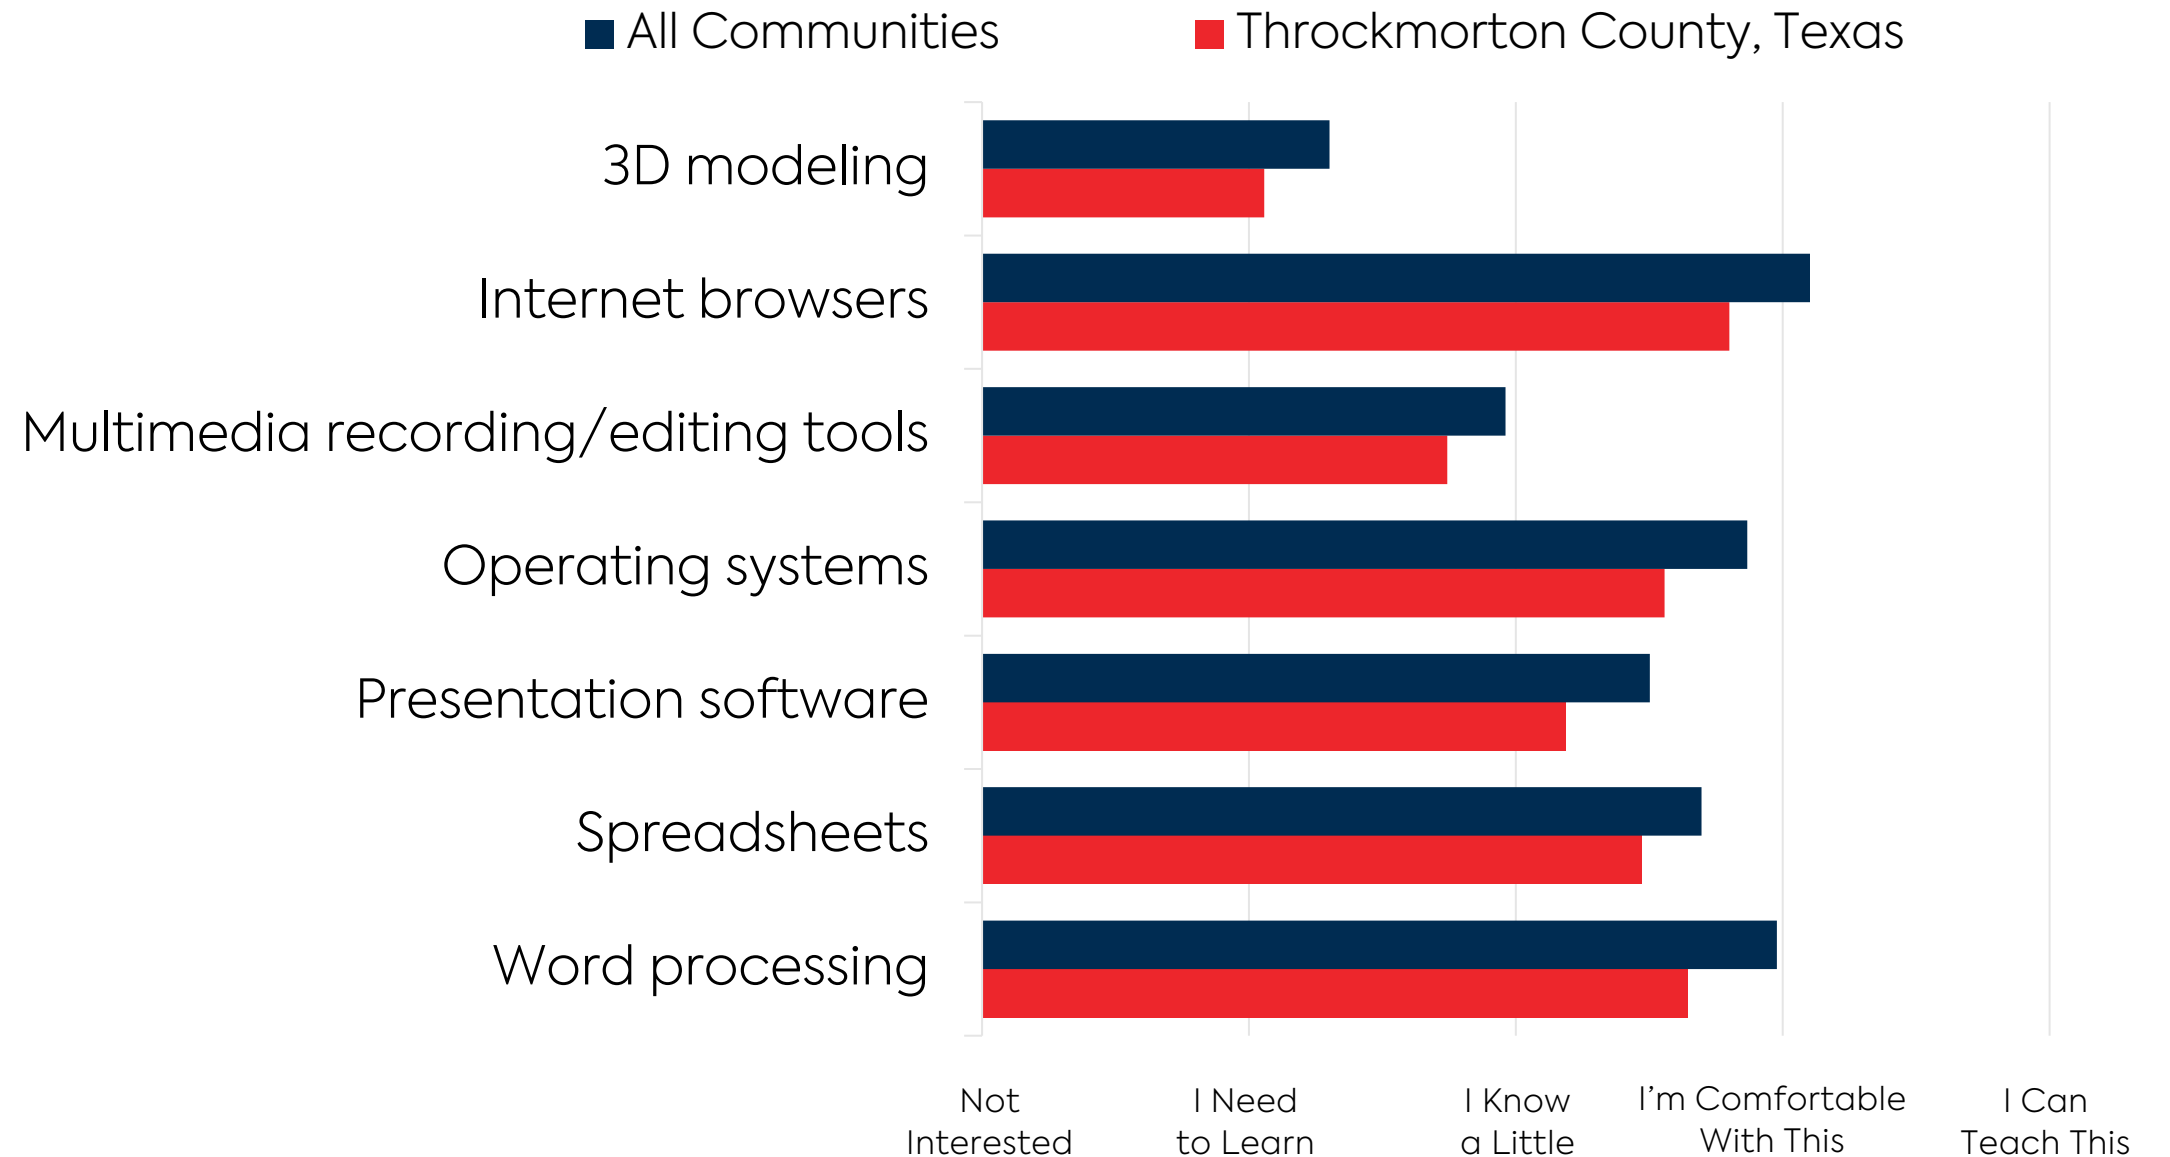 All Communities
Throckmorton County, Texas
3D modeling
Internet browsers
Multimedia recording/editing tools
Operating systems
Presentation software
Spreadsheets
Word processing
Not
Interested
I Need
to Learn
I Know
a Little
I'm Comfortable
With This
I Can
Teach This